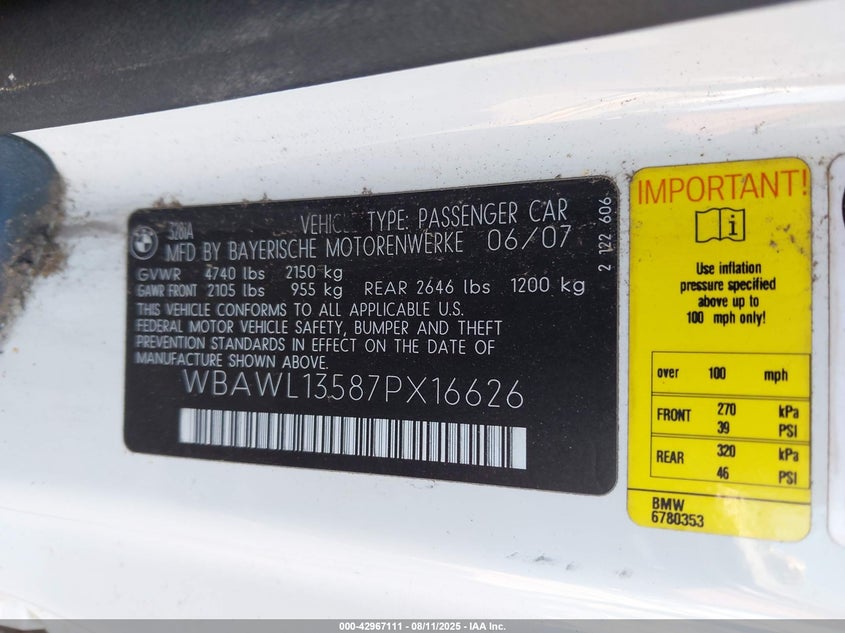 BMW
328iA
VEHICLE TYPE: PASSENGER CAR
MFD BY BAYERISCHE MOTORENWERKE 06/07
GVWR 4740 lbs 2150 kg
GAWR FRONT 2105 lbs 955 kg REAR 2646 lbs 1200 kg
THIS VEHICLE CONFORMS TO ALL APPLICABLE U.S.
FEDERAL MOTOR VEHICLE SAFETY, BUMPER AND THEFT
PREVENTION STANDARDS IN EFFECT ON THE DATE OF
MANUFACTURE SHOWN ABOVE.
WBAWL13587PX16626
2 122 606
IMPORTANT!
i
Use inflation
pressure specified
above up to
100 mph only!
over 100 mph
FRONT 270 kPa
39 PSI
REAR 320 kPa
46 PSI
BMW
6780353
000-42967111 - 08/11/2025 - IAA Inc.